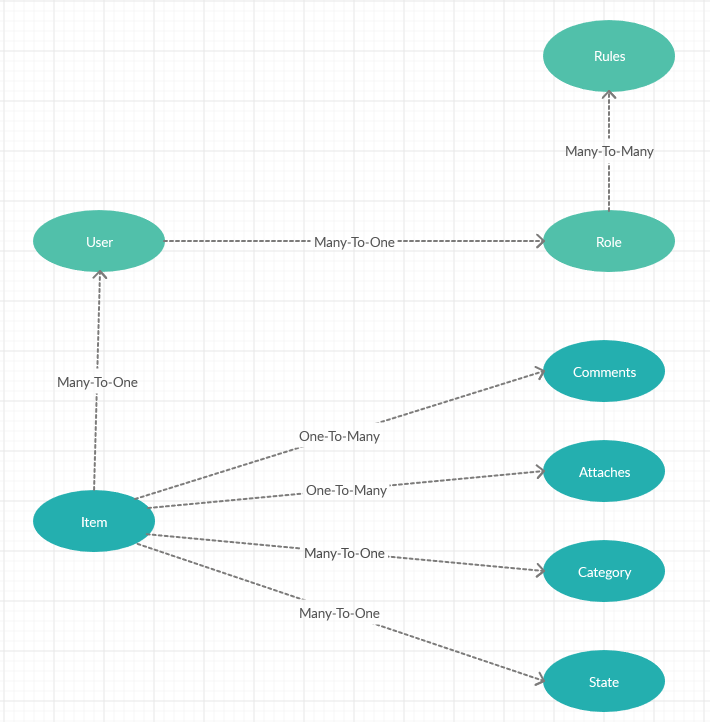 Rules
Many-To-Many
User
Many-To-One
Role
Many-To-One
Comments
One-To-Many
Attaches
One-To-Many
Item
Many-To-One
Category
Many-To-One
State